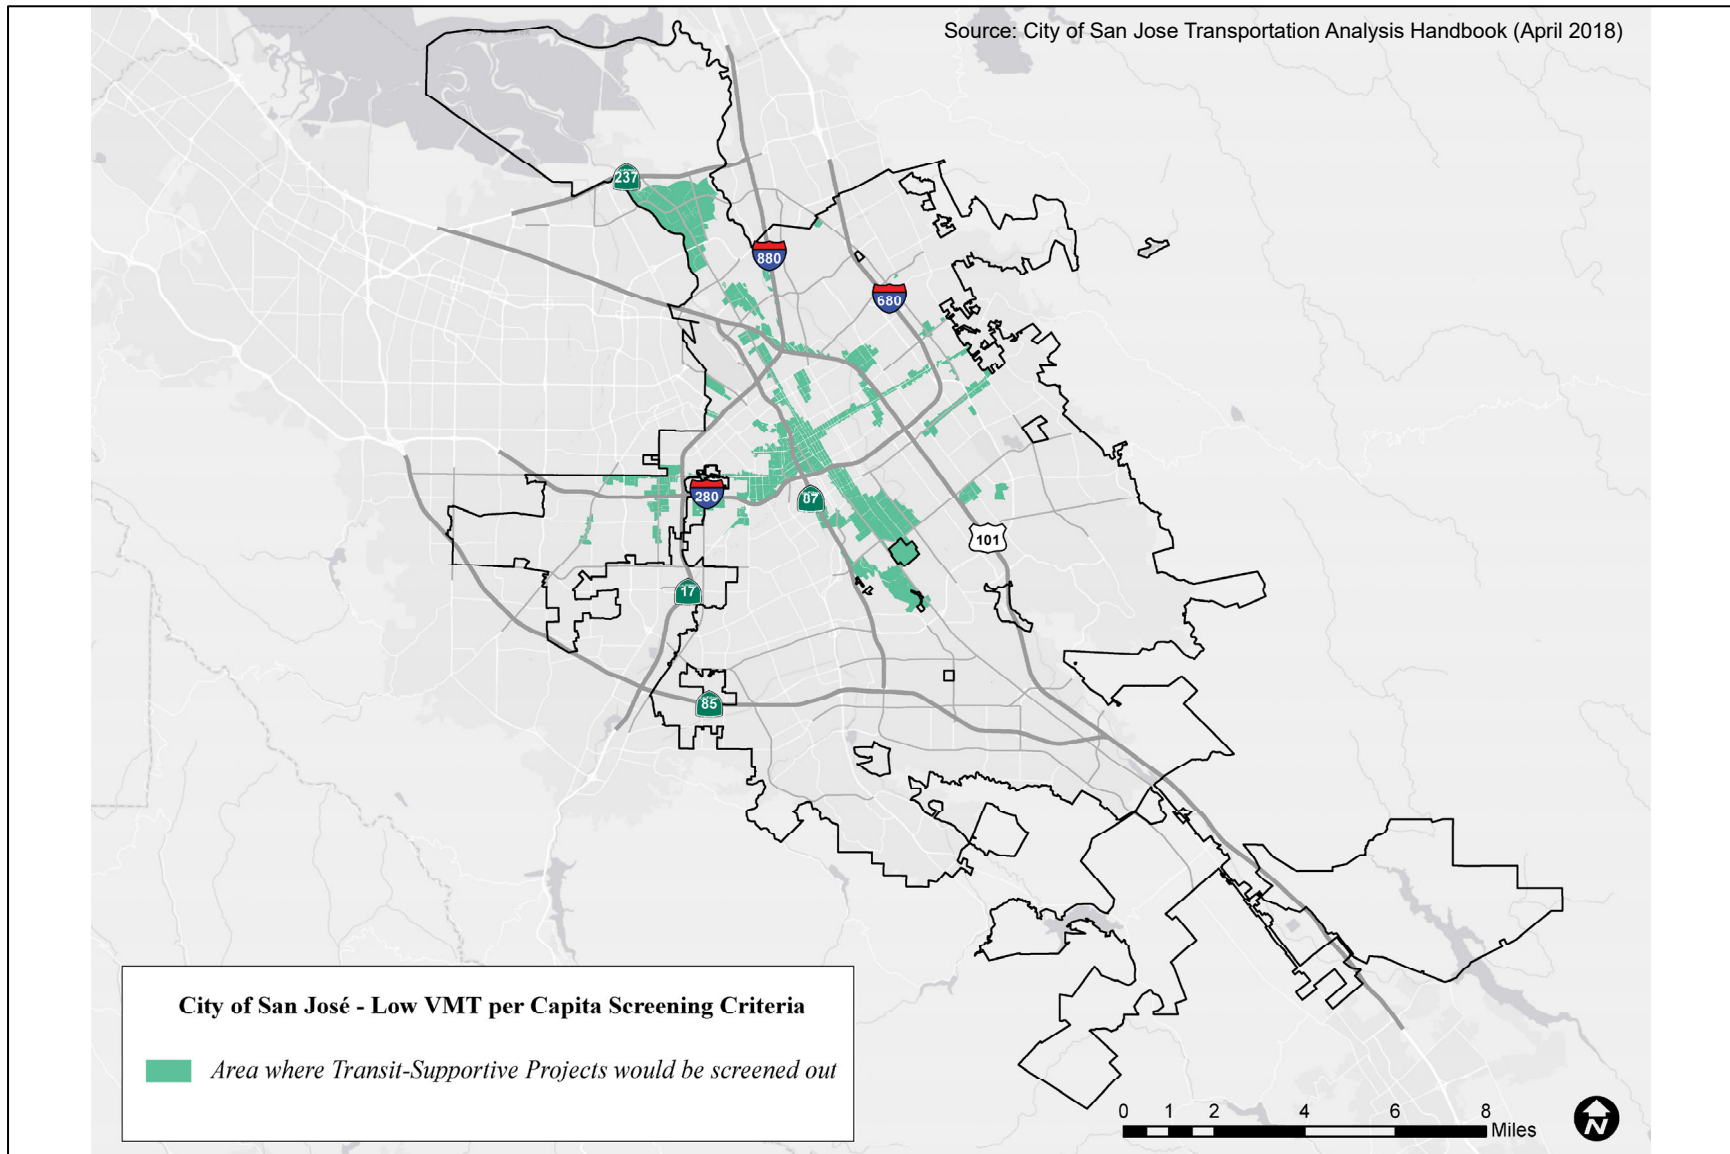 Source: City of San Jose Transportation Analysis Handbook (April 2018)
237
880
680
280
87
101
17
85
City of San José - Low VMT per Capita Screening Criteria
Area where Transit-Supportive Projects would be screened out
0 1 2 4 6 8
Miles
N